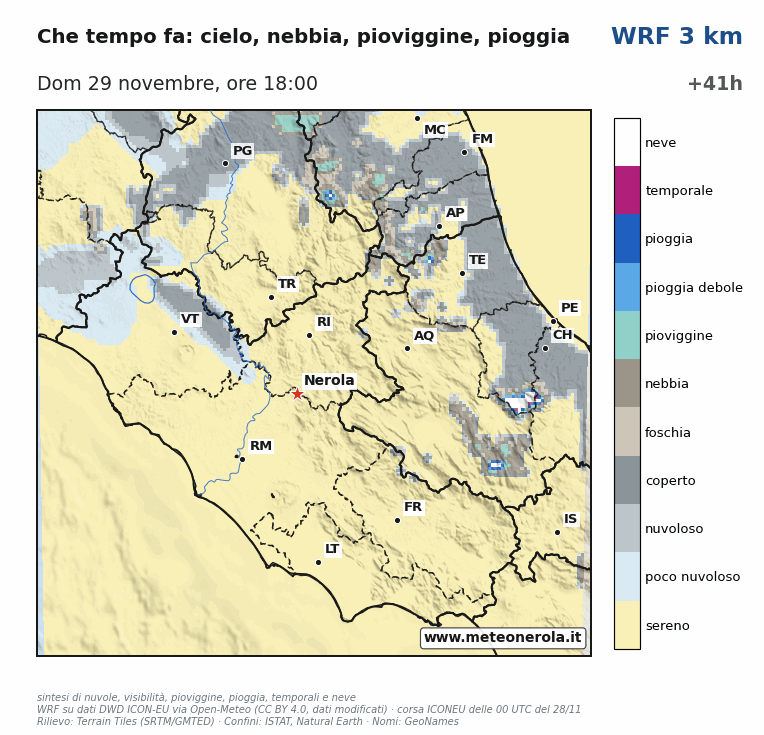 Che tempo fa: cielo, nebbia, pioviggine, pioggia
WRF 3 km
Dom 29 novembre, ore 18:00
+41h
MC
FM
PG
AP
TE
TR
PE
VT
RI
CH
AQ
Nerola
RM
FR
IS
LT
www.meteonerola.it
neve
temporale
pioggia
pioggia debole
pioviggine
nebbia
foschia
coperto
nuvoloso
poco nuvoloso
sereno
sintesi di nuvole, visibilità, pioviggine, pioggia, temporali e neve
WRF su dati DWD ICON-EU via Open-Meteo (CC BY 4.0, dati modificati) · corsa ICONEU delle 00 UTC del 28/11
Rilievo: Terrain Tiles (SRTM/GMTED) · Confini: ISTAT, Natural Earth · Nomi: GeoNames